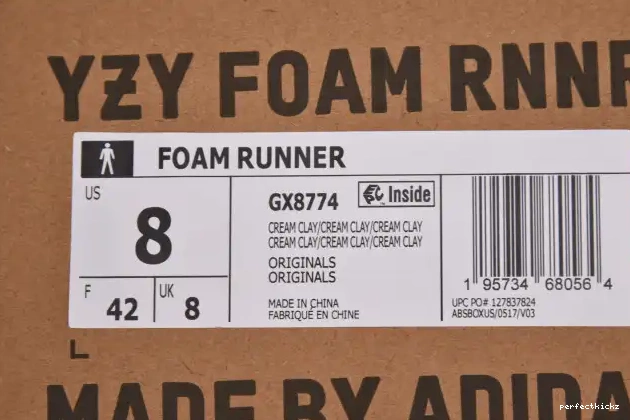 YZY FOAM RNNR
FOAM RUNNER
US
8
F
42
UK
8
GX8774
Inside
CREAM CLAY/CREAM CLAY/CREAM CLAY
CREAM CLAY/CREAM CLAY/CREAM CLAY
ORIGINALS
ORIGINALS
MADE IN CHINA
FABRIQUÉ EN CHINE
1 95734 68056 4
UPC PO# 127837824
ABSBOXUS/0517/V03
L
MADE BY ADIDA
perfectkickz